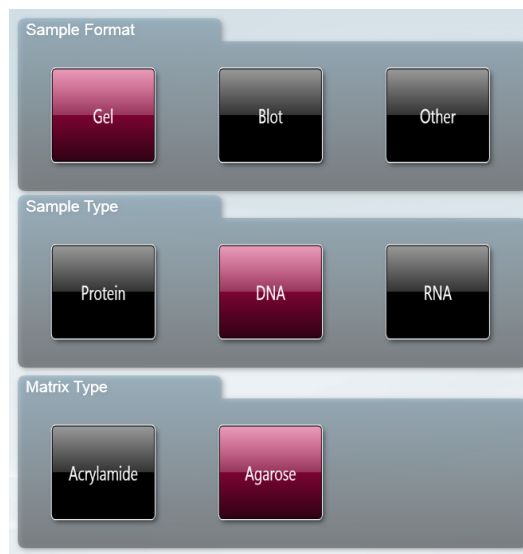 Sample Format
Gel Blot Other
Sample Type
Protein DNA RNA
Matrix Type
Acrylamide Agarose